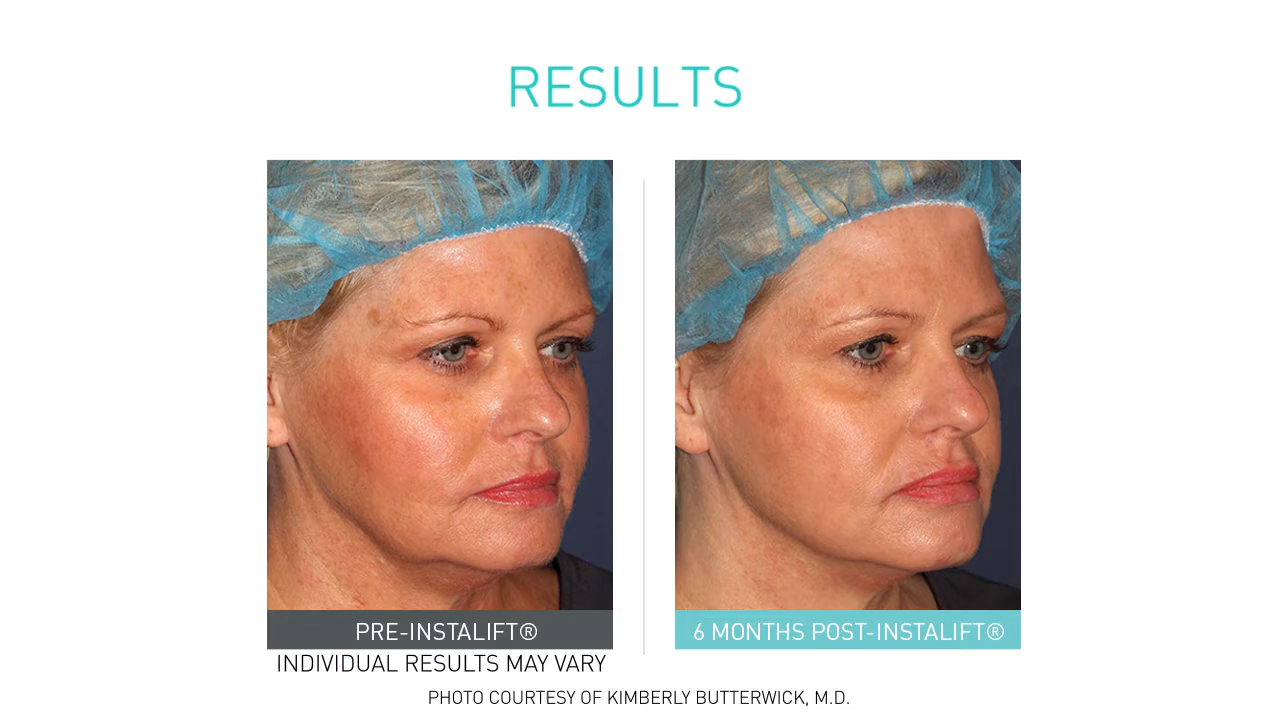 RESULTS
PRE-INSTALIFT®
6 MONTHS POST-INSTALIFT®
INDIVIDUAL RESULTS MAY VARY
PHOTO COURTESY OF KIMBERLY BUTTERWICK, M.D.